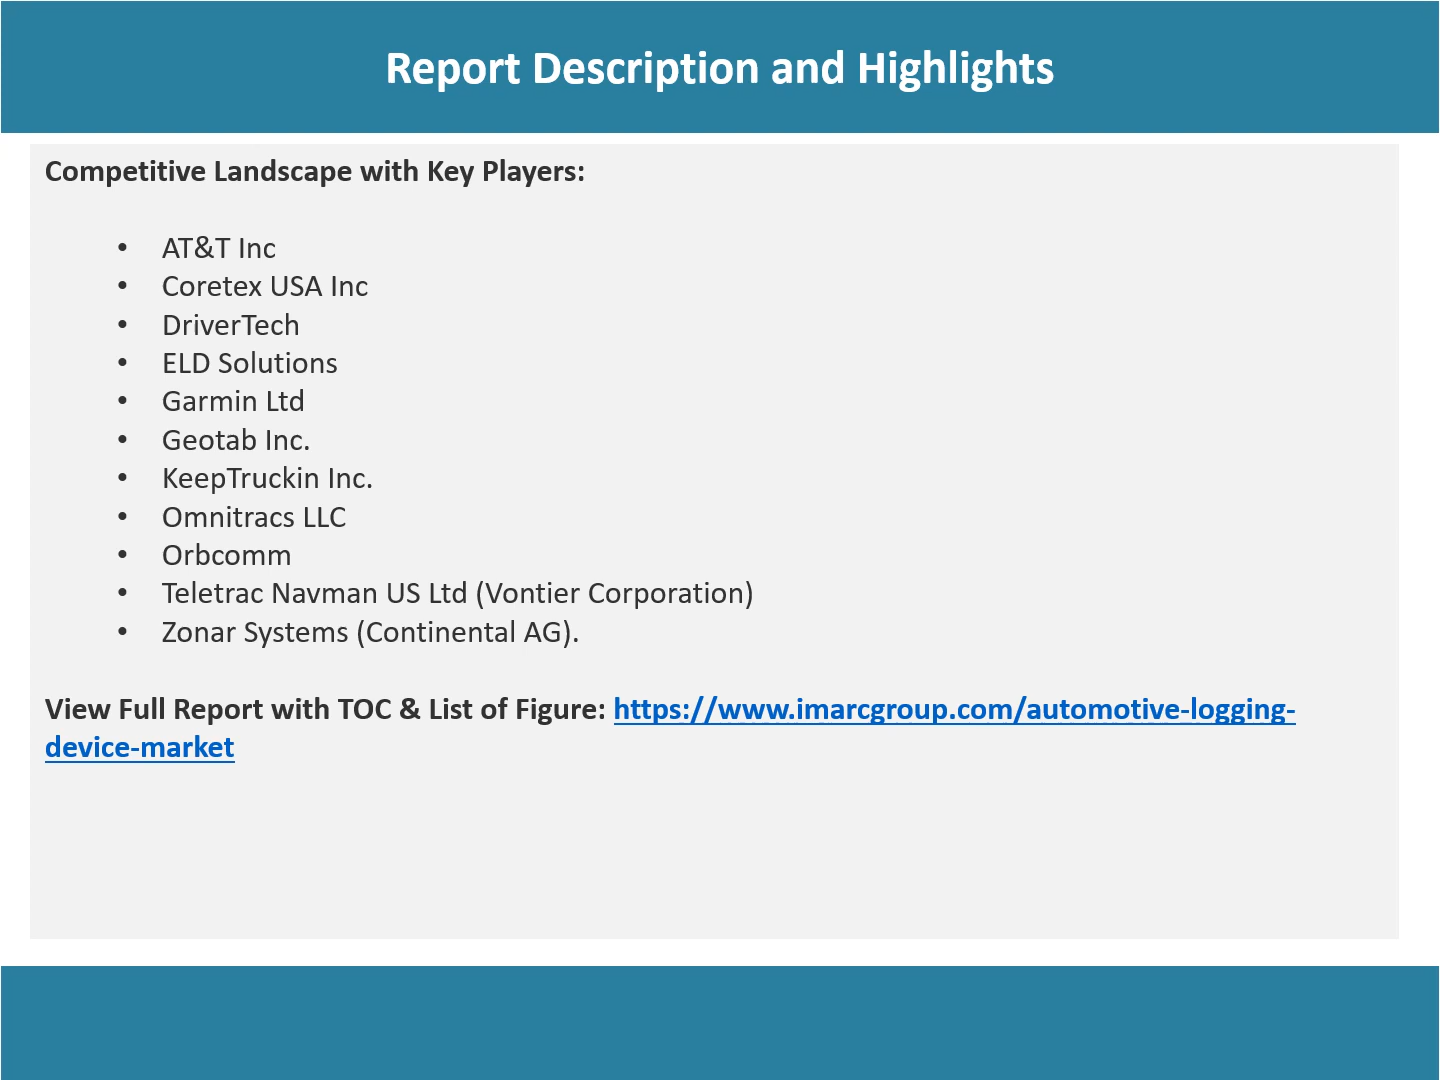 Report Description and Highlights
Competitive Landscape with Key Players:
• AT&T Inc
• Coretex USA Inc
• DriverTech
• ELD Solutions
• Garmin Ltd
• Geotab Inc.
• KeepTruckin Inc.
• Omnitracs LLC
• Orbcomm
• Teletrac Navman US Ltd (Vontier Corporation)
• Zonar Systems (Continental AG).
View Full Report with TOC & List of Figure: https://www.imarcgroup.com/automotive-logging-
device-market